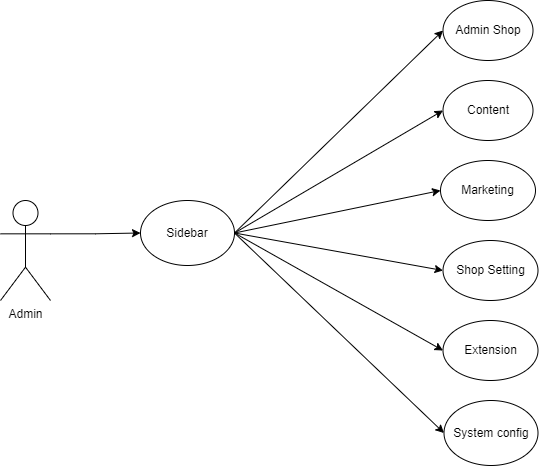 Admin Shop
Content
Marketing
Sidebar
Shop Setting
Admin
Extension
System config